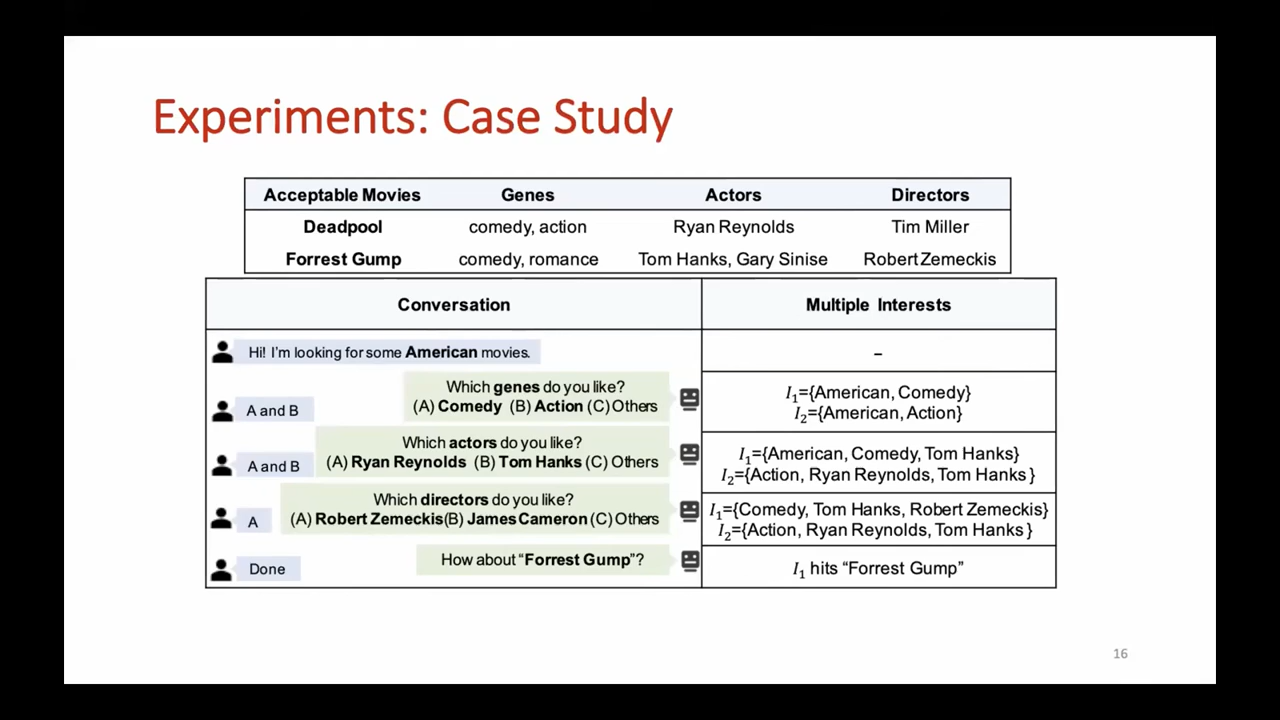 Experiments: Case Study
Acceptable Movies Genes Actors Directors
Deadpool comedy, action Ryan Reynolds Tim Miller
Forrest Gump comedy, romance Tom Hanks, Gary Sinise Robert Zemeckis
Conversation Multiple Interests
Hi! I'm looking for some American movies. –
Which genes do you like?
(A) Comedy (B) Action (C) Others
A and B
I1={American, Comedy}
I2={American, Action}
Which actors do you like?
(A) Ryan Reynolds (B) Tom Hanks (C) Others
A and B
I1={American, Comedy, Tom Hanks}
I2={Action, Ryan Reynolds, Tom Hanks }
Which directors do you like?
(A) Robert Zemeckis(B) James Cameron (C) Others
A
I1={Comedy, Tom Hanks, Robert Zemeckis}
I2={Action, Ryan Reynolds, Tom Hanks }
How about “Forrest Gump”?
Done
I1 hits “Forrest Gump”
16